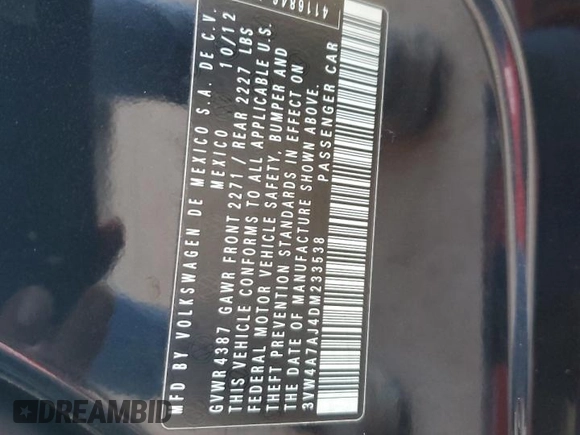 MFD BY VOLKSWAGEN DE MEXICO S.A. DE C.V.
MEXICO 10/12
GVWR 4387 GAWR FRONT 2271 / REAR 2227 LBS
THIS VEHICLE CONFORMS TO ALL APPLICABLE U.S.
FEDERAL MOTOR VEHICLE SAFETY, BUMPER AND
THEFT PREVENTION STANDARDS IN EFFECT ON
THE DATE OF MANUFACTURE SHOWN ABOVE.
3VW4A7AJ4DM233538 PASSENGER CAR
DREAMBID